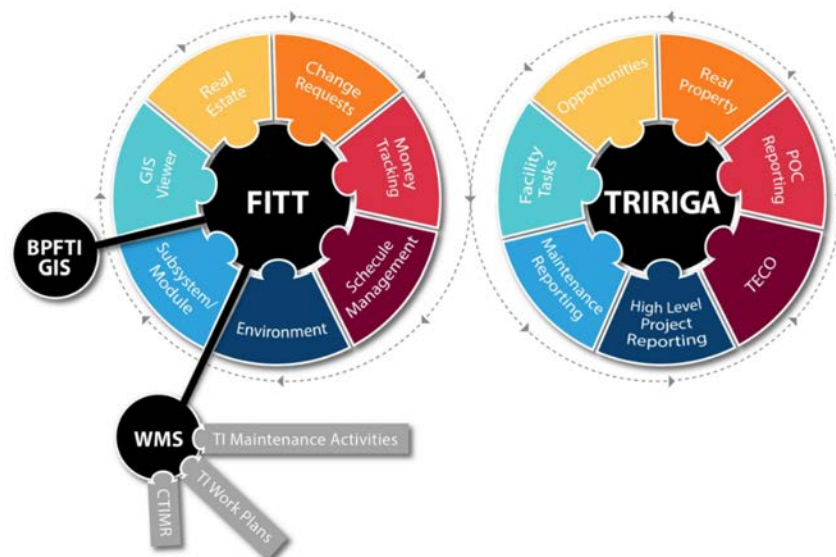 Real
Estate
Change
Requests
Money
Tracking
Schecule
Management
Environment
Subsystem/
Module
GIS
Viewer
FITT
BPFTI
GIS
WMS
TI Maintenance Activities
TI Work Plans
CTIMR
Opportunities
Real
Property
POC
Reporting
TECO
High Level
Project
Reporting
Maintenance
Reporting
Facility
Tasks
TRIRIGA